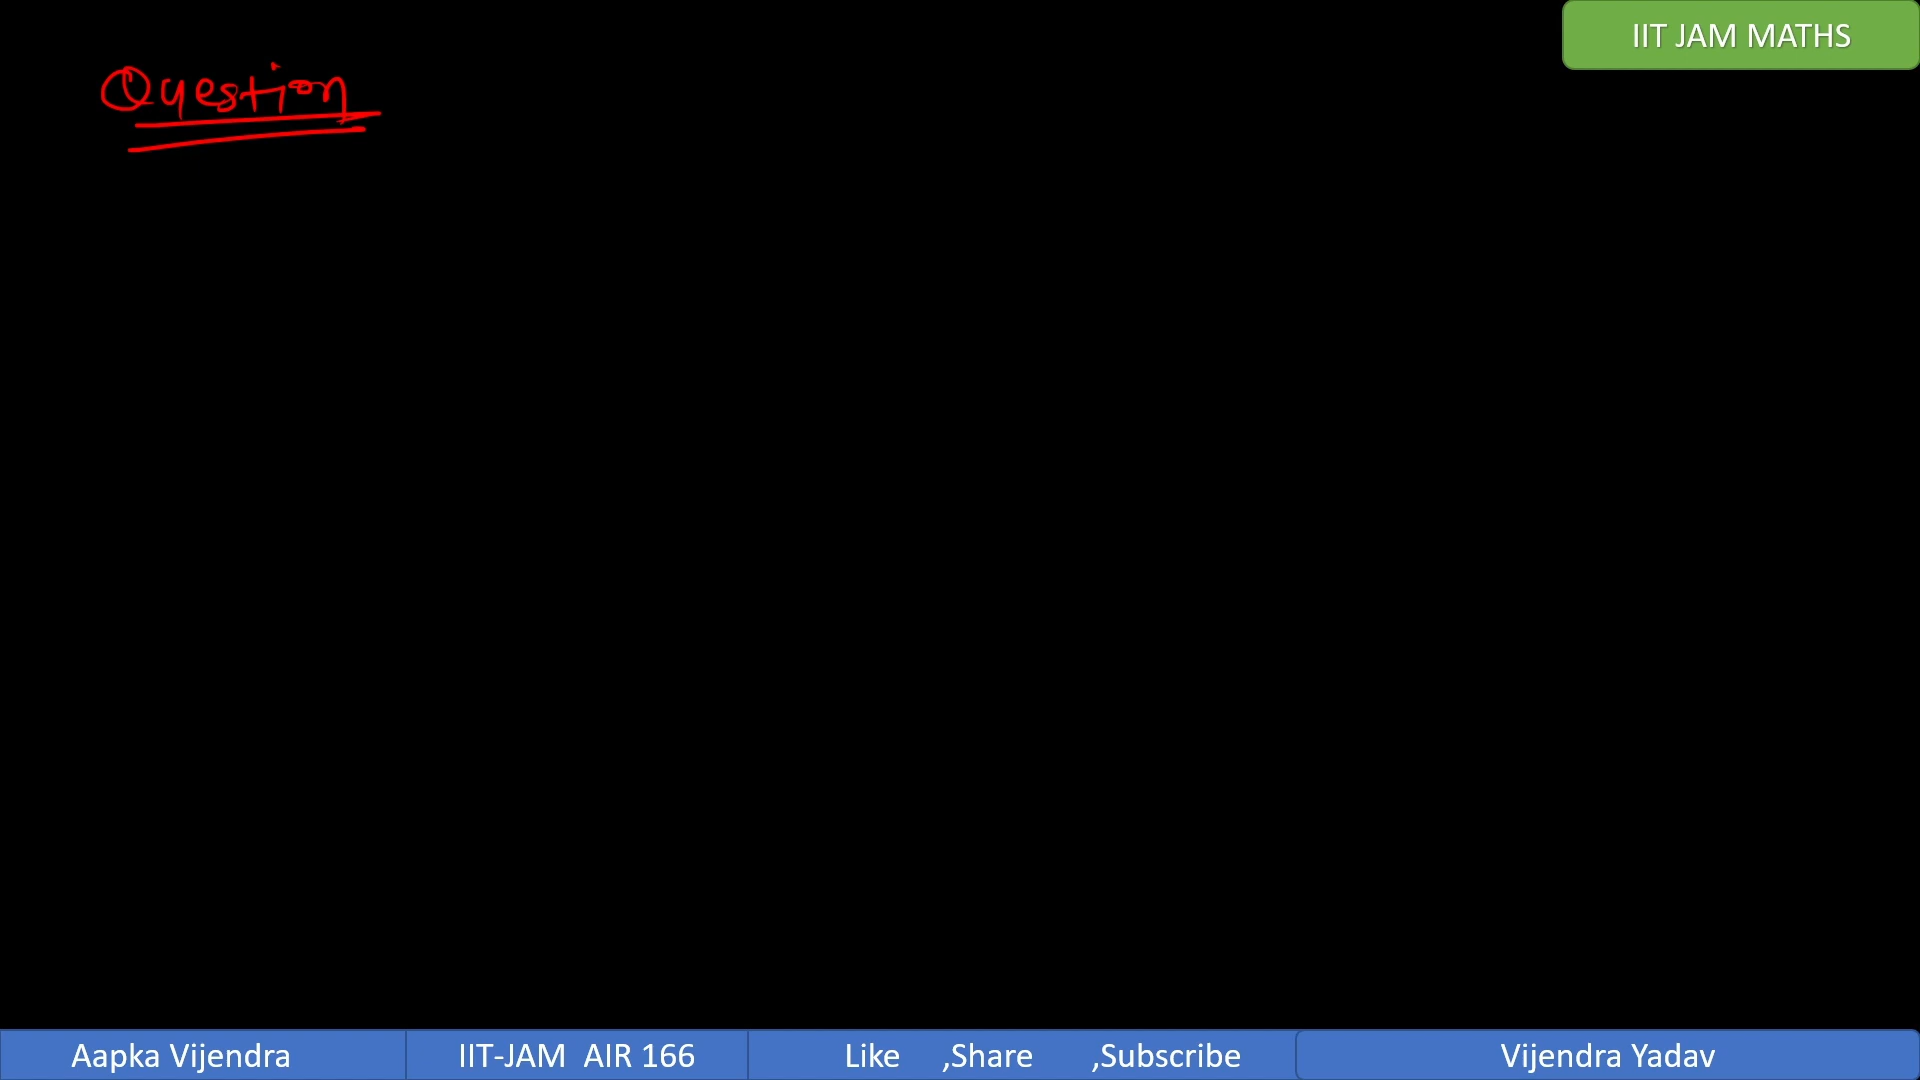 IIT JAM MATHS
Question
Aapka Vijendra
IIT-JAM AIR 166
Like ,Share ,Subscribe
Vijendra Yadav